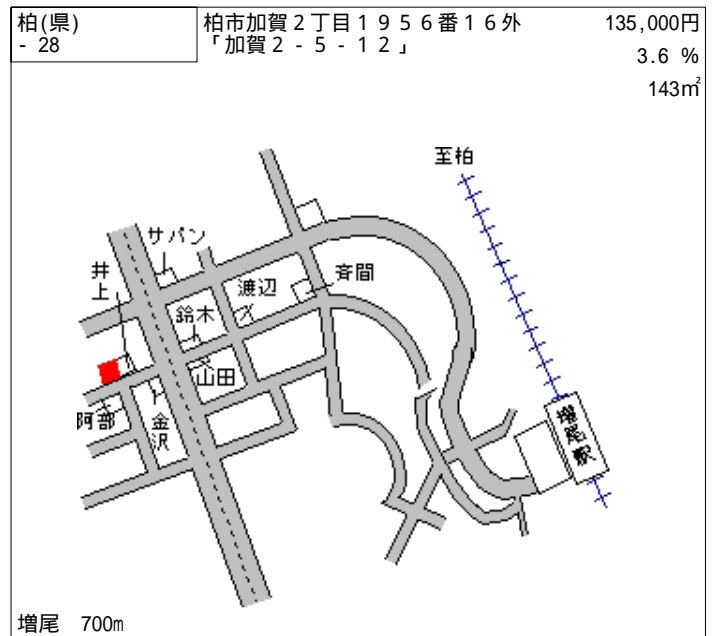 柏(県)
- 28
柏市加賀２丁目１９５６番１６外
「加賀２ - ５ - １２」
135,000円
3.6 %
143㎡
至柏
サパン
井上
渡辺
斉間
鈴木
山田
阿部
金沢
増尾駅
増尾 700m